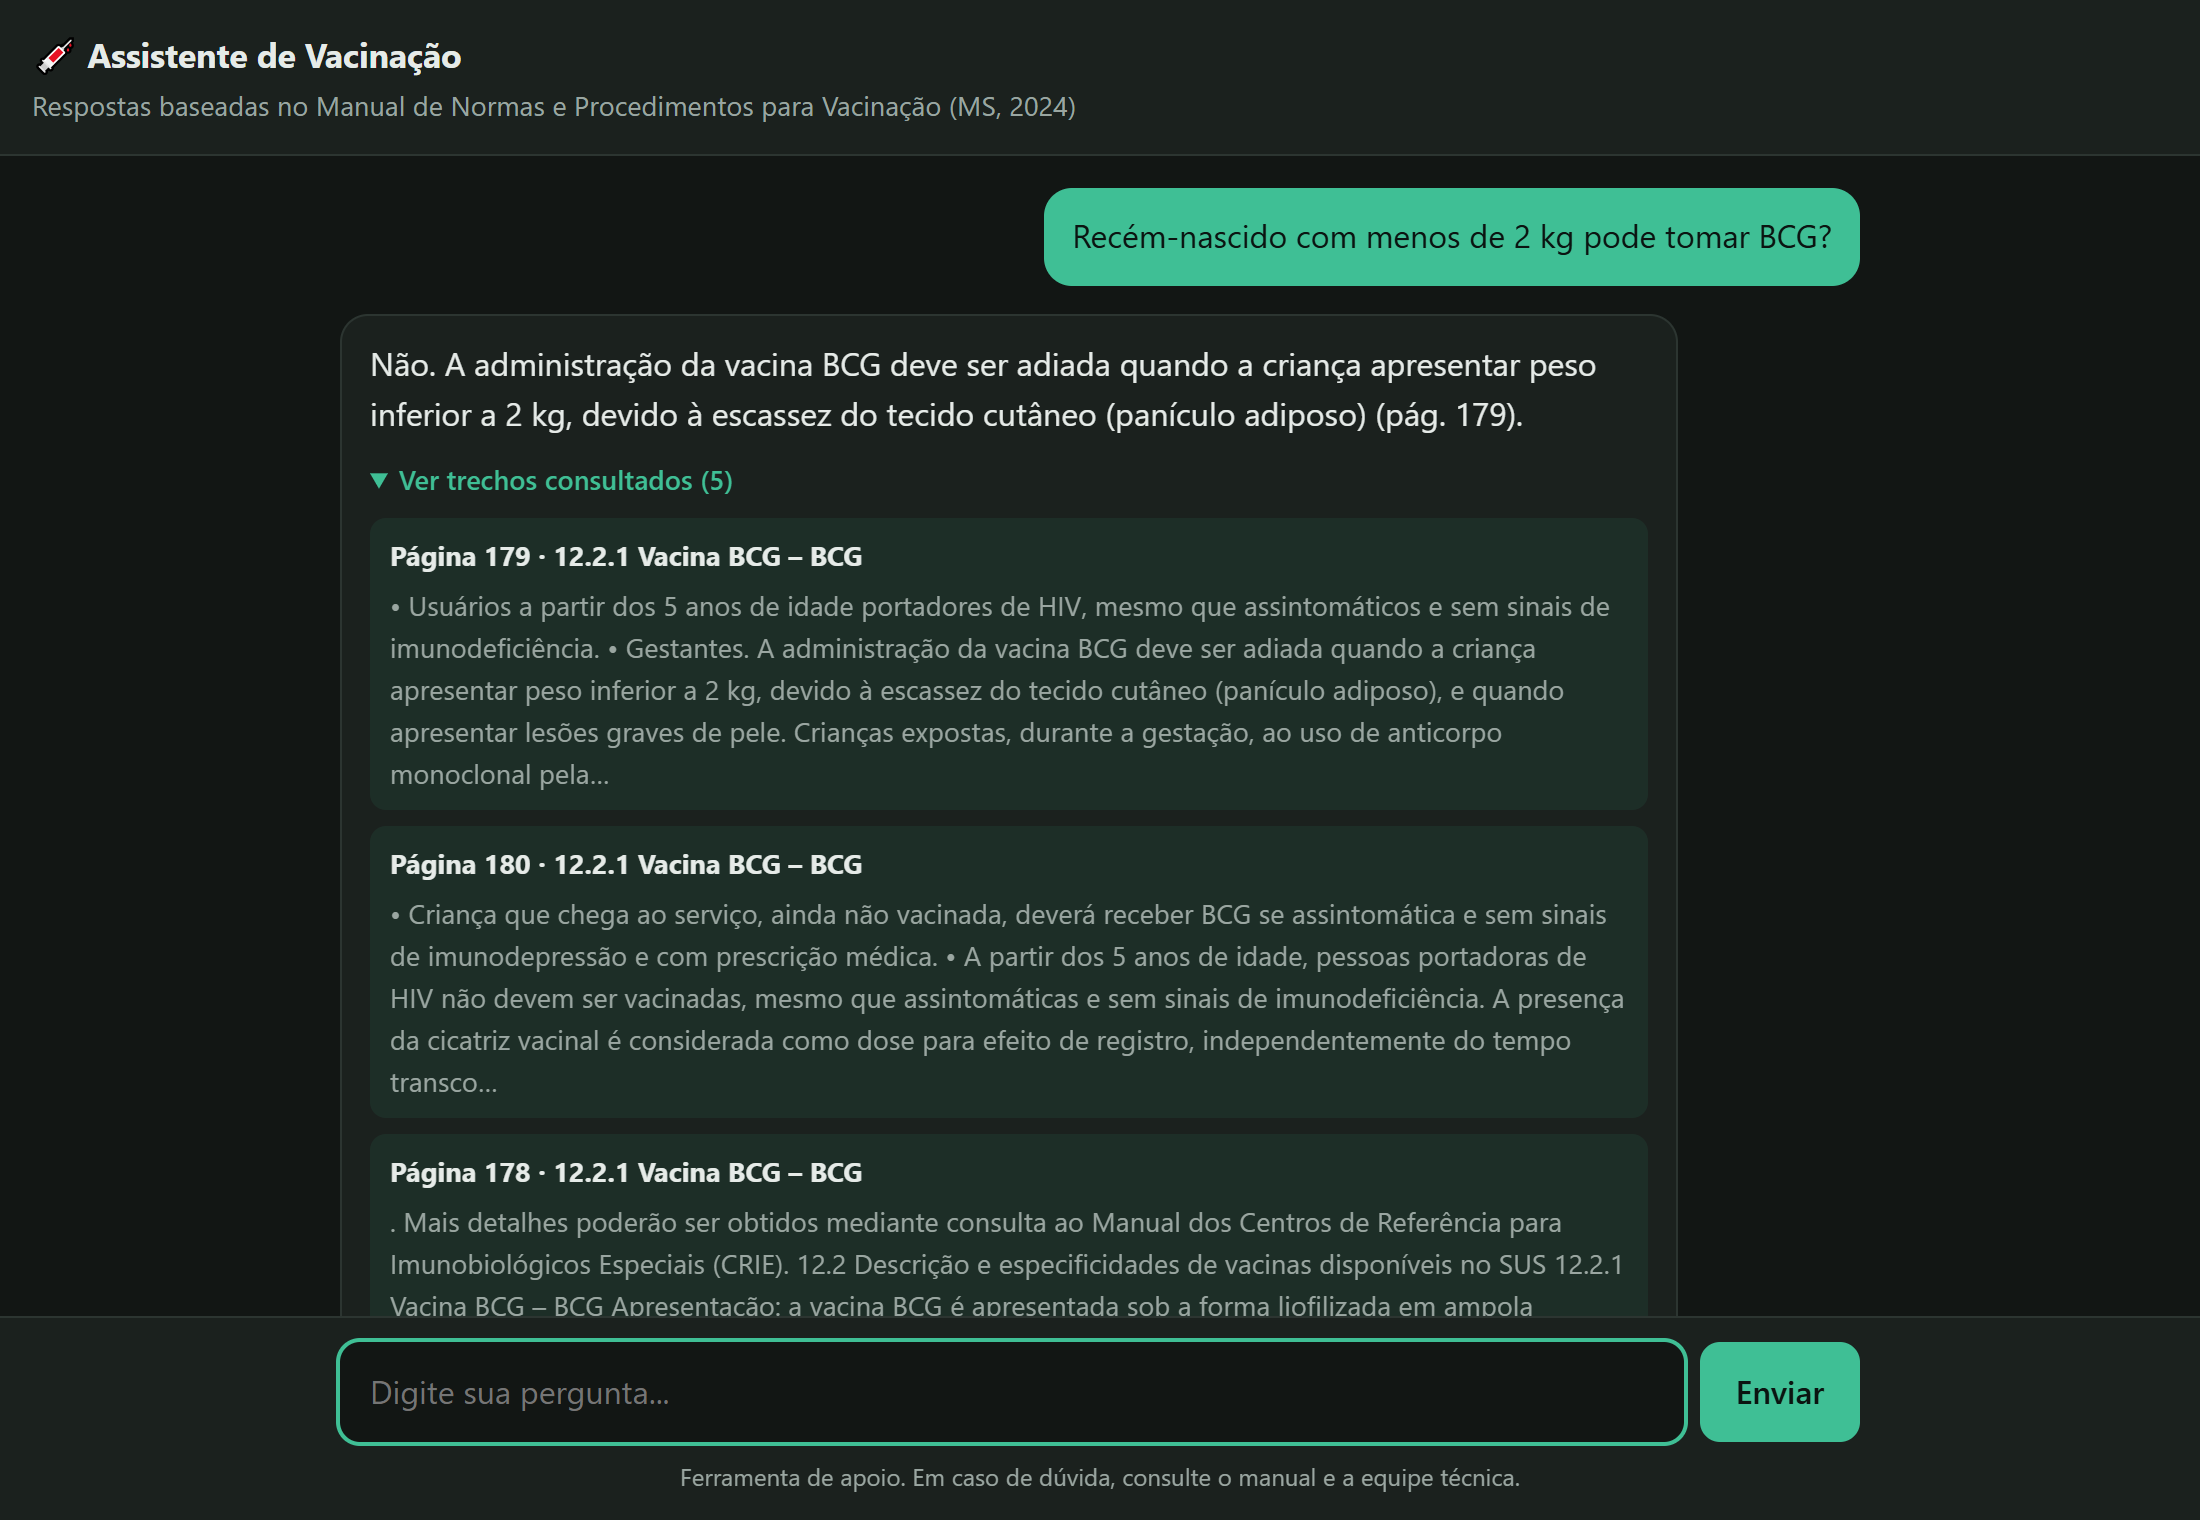 Assistente de Vacinação
Respostas baseadas no Manual de Normas e Procedimentos para Vacinação (MS, 2024)
Recém-nascido com menos de 2 kg pode tomar BCG?
Não. A administração da vacina BCG deve ser adiada quando a criança apresentar peso
inferior a 2 kg, devido à escassez do tecido cutâneo (panículo adiposo) (pág. 179).
▼ Ver trechos consultados (5)
Página 179 · 12.2.1 Vacina BCG – BCG
• Usuários a partir dos 5 anos de idade portadores de HIV, mesmo que assintomáticos e sem sinais de
imunodeficiência. • Gestantes. A administração da vacina BCG deve ser adiada quando a criança
apresentar peso inferior a 2 kg, devido à escassez do tecido cutâneo (panículo adiposo), e quando
apresentar lesões graves de pele. Crianças expostas, durante a gestação, ao uso de anticorpo
monoclonal pela...
Página 180 · 12.2.1 Vacina BCG – BCG
• Criança que chega ao serviço, ainda não vacinada, deverá receber BCG se assintomática e sem sinais
de imunodepressão e com prescrição médica. • A partir dos 5 anos de idade, pessoas portadoras de
HIV não devem ser vacinadas, mesmo que assintomáticas e sem sinais de imunodeficiência. A presença
da cicatriz vacinal é considerada como dose para efeito de registro, independentemente do tempo
transco...
Página 178 · 12.2.1 Vacina BCG – BCG
. Mais detalhes poderão ser obtidos mediante consulta ao Manual dos Centros de Referência para
Imunobiológicos Especiais (CRIE). 12.2 Descrição e especificidades de vacinas disponíveis no SUS 12.2.1
Vacina BCG – BCG Apresentação: a vacina BCG é apresentada sob a forma liofilizada em ampola
Digite sua pergunta...
Enviar
Ferramenta de apoio. Em caso de dúvida, consulte o manual e a equipe técnica.